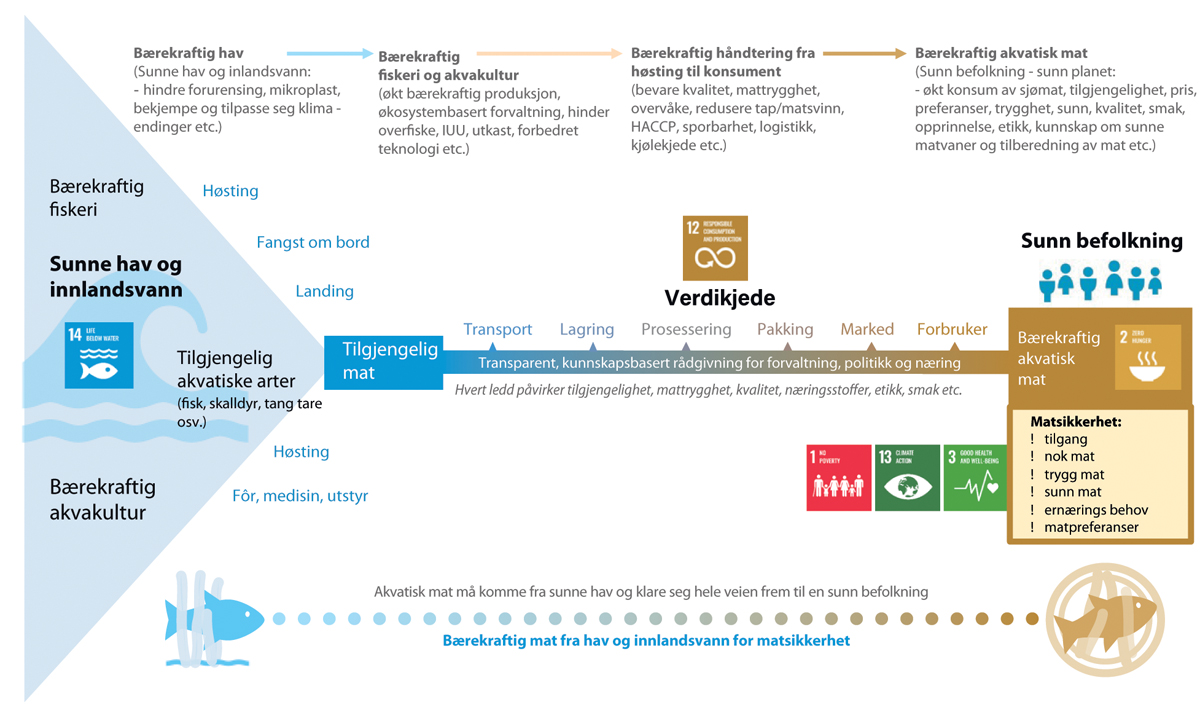 Bærekraftig hav
(Sunne hav og inlandsvann:
- hindre forurensing, mikroplast,
bekjempe og tilpasse seg klima -
endinger etc.)
Bærekraftig
fiskeri og akvakultur
(økt bærekraftig produksjon,
økosystembasert forvaltning, hinder
overfiske, IUU, utkast, forbedret
teknologi etc.)
Bærekraftig håndtering fra
høsting til konsument
(bevare kvalitet, mattrygghet,
overvåke, redusere tap/matsvinn,
HACCP, sporbarhet, logistikk,
kjølekjede etc.)
Bærekraftig akvatisk mat
(Sunn befolkning - sunn planet:
- økt konsum av sjømat, tilgjengelighet, pris,
preferanser, trygghet, sunn, kvalitet, smak,
opprinnelse, etikk, kunnskap om sunne
matvaner og tilberedning av mat etc.)
Bærekraftig
fiskeri
Høsting
Fangst om bord
Landing
Sunne hav og
innlandsvann
14 LIFE
BELOW WATER
Tilgjengelig
akvatiske arter
(fisk, skalldyr, tang tare
osv.)
Høsting
Fôr, medisin, utstyr
Bærekraftig
akvakultur
Tilgjengelig
mat
12 RESPONSIBLE
CONSUMPTION
AND PRODUCTION
Verdikjede
Transport
Lagring
Prosessering
Pakking
Marked
Forbruker
Transparent, kunnskapsbasert rådgivning for forvaltning, politikk og næring
Hvert ledd påvirker tilgjengelighet, mattrygghet, kvalitet, næringsstoffer, etikk, smak etc.
Sunn befolkning
Bærekraftig
akvatisk
mat
2 ZERO
HUNGER
1 NO
POVERTY
13 CLIMATE
ACTION
3 GOOD HEALTH
AND WELL-BEING
Matsikkerhet:
! tilgang
! nok mat
! trygg mat
! sunn mat
! ernærings behov
! matpreferanser
Akvatisk mat må komme fra sunne hav og klare seg hele veien frem til en sunn befolkning
Bærekraftig mat fra hav og innlandsvann for matsikkerhet